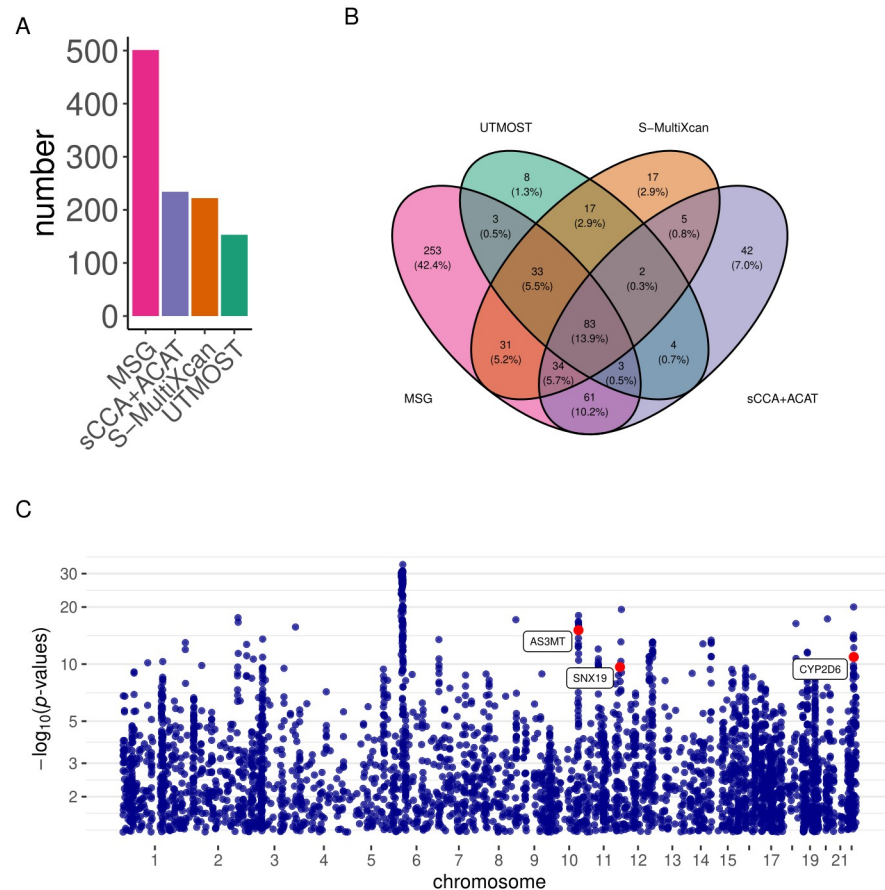 A
number
500
400
300
200
100
0
MSG
sCCA+ACAT
S−MultiXcan
UTMOST
B
UTMOST
S−MultiXcan
MSG
sCCA+ACAT
8
(1.3%)
17
(2.9%)
3
(0.5%)
17
(2.9%)
5
(0.8%)
253
(42.4%)
42
(7.0%)
33
(5.5%)
2
(0.3%)
83
(13.9%)
31
(5.2%)
4
(0.7%)
34
(5.7%)
3
(0.5%)
61
(10.2%)
C
−log10(p-values)
30
20
10
5
3
2
AS3MT
SNX19
CYP2D6
1 2 3 4 5 6 7 8 9 10 11 12 13 14 15 17 19 21
chromosome